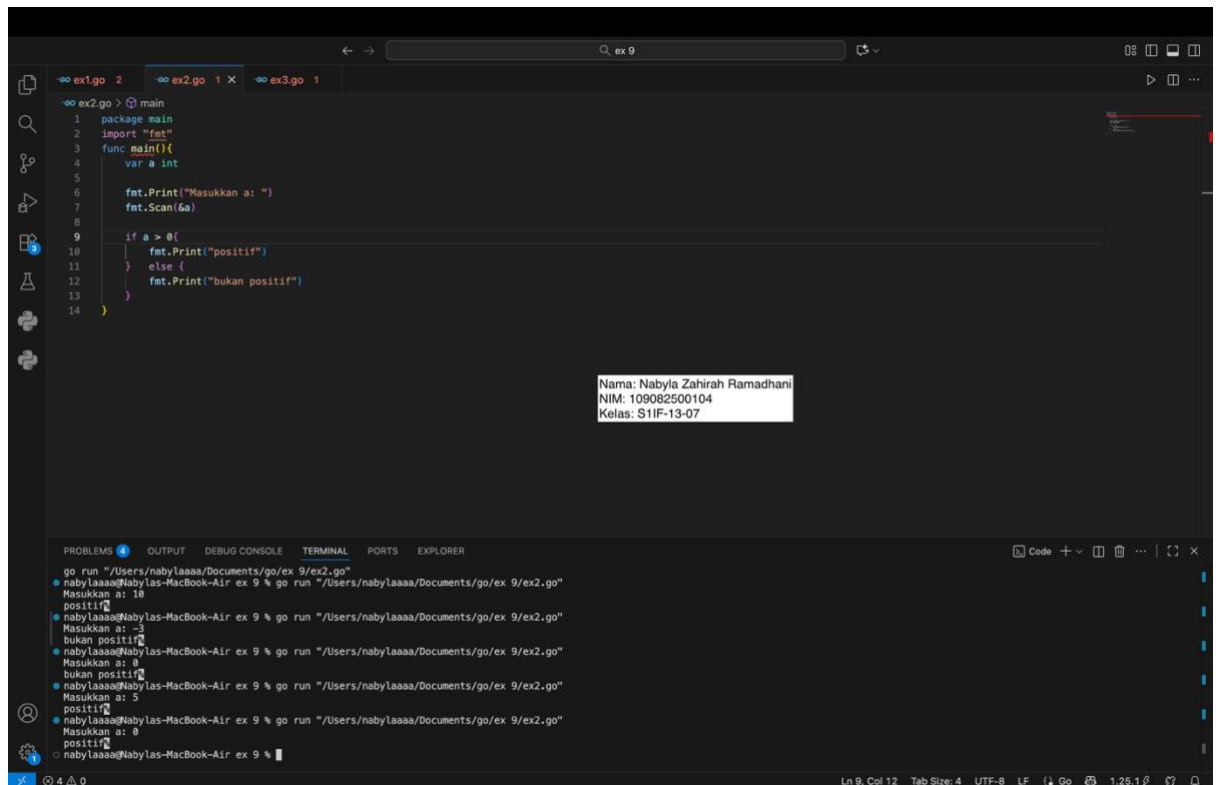 ex 9
ex1.go 2 ex2.go 1 ex3.go 1
ex2.go > main
1 package main
2 import "fmt"
3 func main(){
4 var a int
5
6 fmt.Print("Masukkan a: ")
7 fmt.Scan(&a)
8
9 if a > 0{
10 fmt.Print("positif")
11 } else {
12 fmt.Print("bukan positif")
13 }
14 }
Nama: Nabyla Zahirah Ramadhani
NIM: 109082500104
Kelas: S1IF-13-07
PROBLEMS 4 OUTPUT DEBUG CONSOLE TERMINAL PORTS EXPLORER Code
go run "/Users/nabylaaaa/Documents/go/ex 9/ex2.go"
nabylaaaa@Nabylas-MacBook-Air ex 9 % go run "/Users/nabylaaaa/Documents/go/ex 9/ex2.go"
Masukkan a: 10
positif%
nabylaaaa@Nabylas-MacBook-Air ex 9 % go run "/Users/nabylaaaa/Documents/go/ex 9/ex2.go"
Masukkan a: -3
bukan positif%
nabylaaaa@Nabylas-MacBook-Air ex 9 % go run "/Users/nabylaaaa/Documents/go/ex 9/ex2.go"
Masukkan a: 0
bukan positif%
nabylaaaa@Nabylas-MacBook-Air ex 9 % go run "/Users/nabylaaaa/Documents/go/ex 9/ex2.go"
Masukkan a: 5
positif%
nabylaaaa@Nabylas-MacBook-Air ex 9 % go run "/Users/nabylaaaa/Documents/go/ex 9/ex2.go"
Masukkan a: 0
positif%
nabylaaaa@Nabylas-MacBook-Air ex 9 %
4 0 Ln 9, Col 12 Tab Size: 4 UTF-8 LF Go 1.25.1